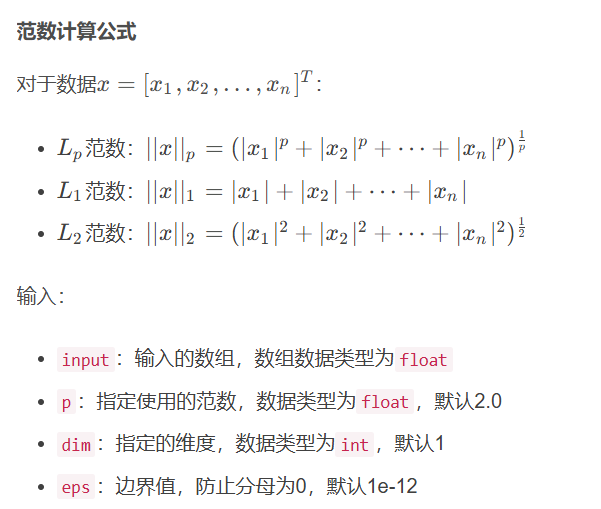 范数计算公式
对于数据$x = [x_1, x_2, \ldots, x_n]^T$:
• $L_p$范数：$||x||_p = (|x_1|^p + |x_2|^p + \cdots + |x_n|^p)^{\frac{1}{p}}$
• $L_1$范数：$||x||_1 = |x_1| + |x_2| + \cdots + |x_n|$
• $L_2$范数：$||x||_2 = (|x_1|^2 + |x_2|^2 + \cdots + |x_n|^2)^{\frac{1}{2}}$
输入：
• input：输入的数组，数组数据类型为float
• p：指定使用的范数，数据类型为float，默认2.0
• dim：指定的维度，数据类型为int，默认1
• eps：边界值，防止分母为0，默认1e-12